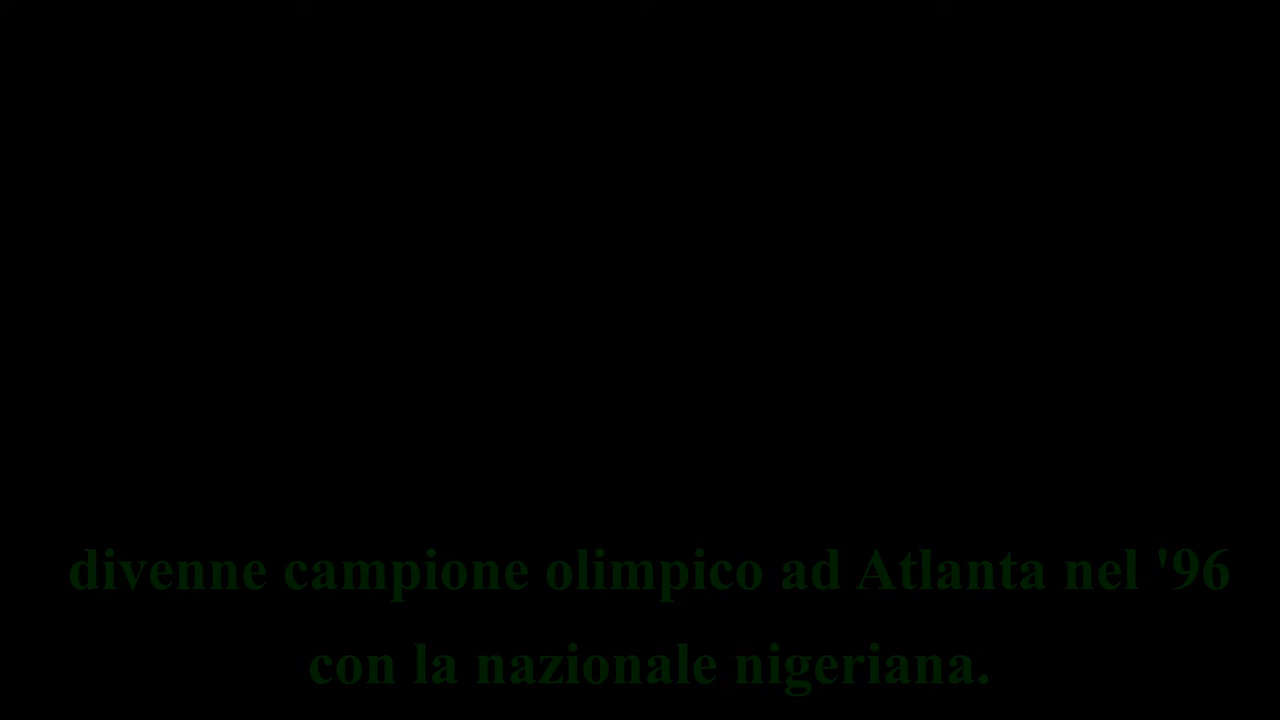 divenne campione olimpico ad Atlanta nel '96
con la nazionale nigeriana.